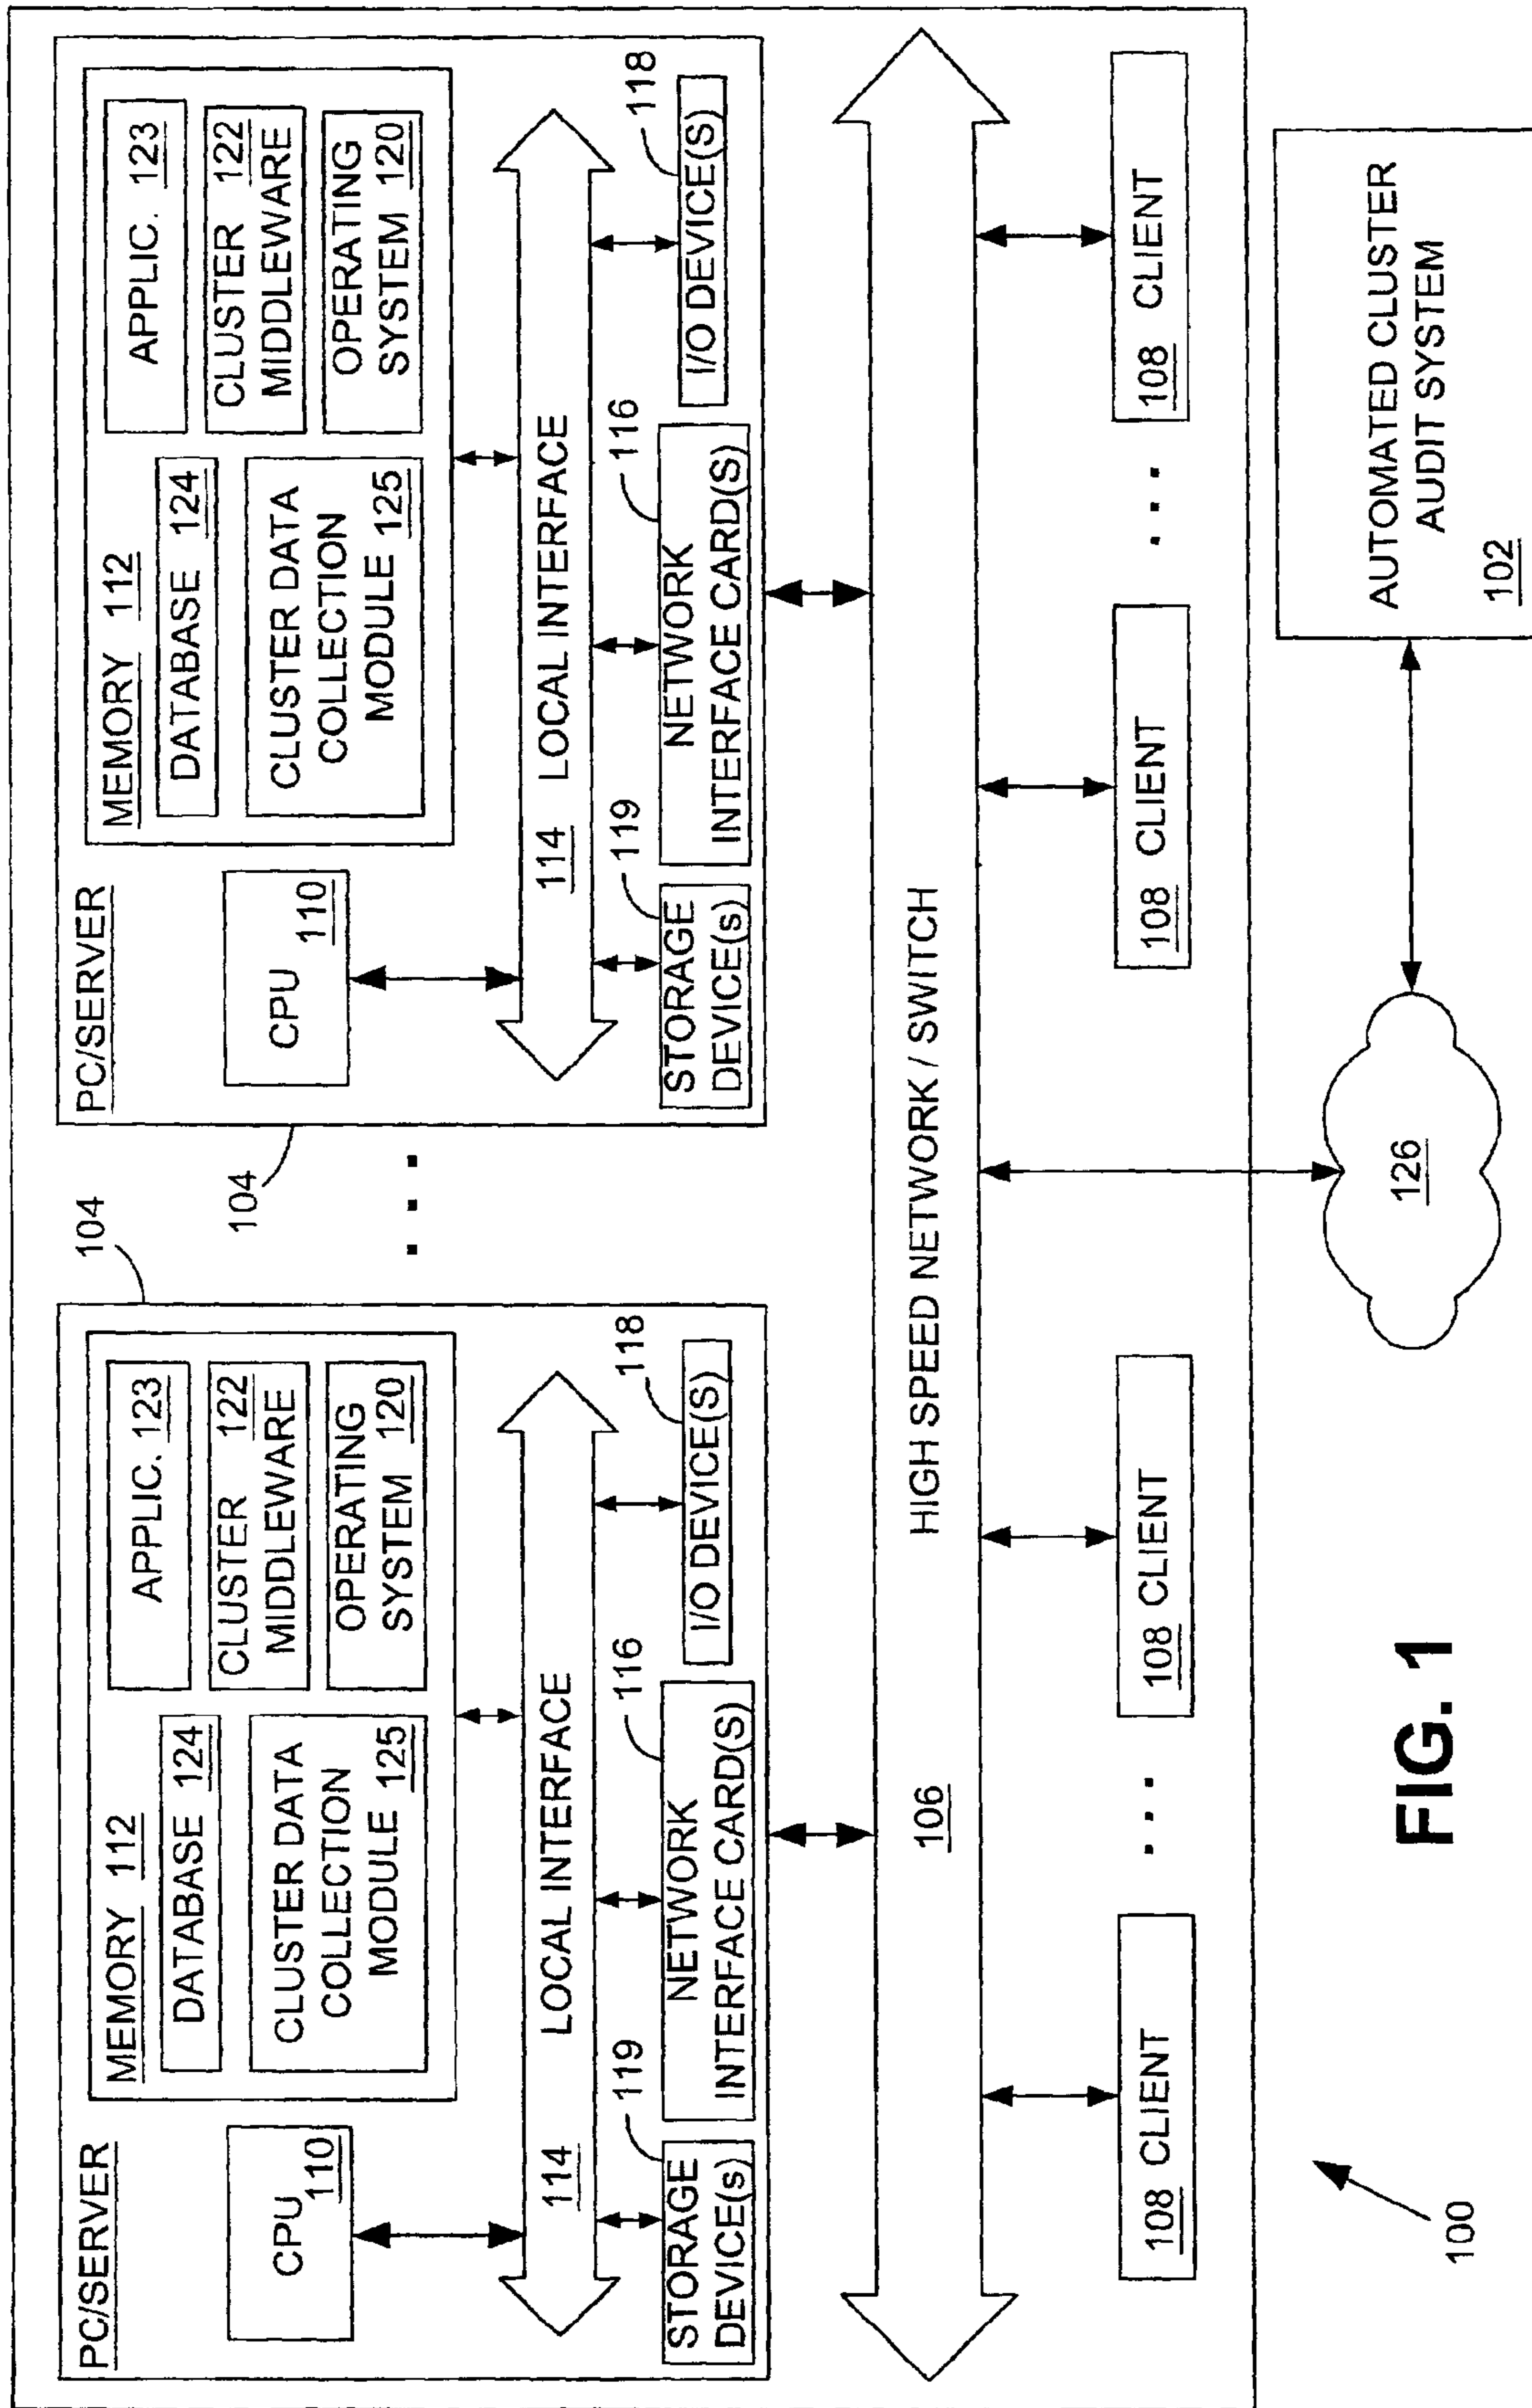 104
104
PC/SERVER
CPU
110
MEMORY 112
DATABASE 124
CLUSTER DATA
COLLECTION
MODULE 125
APPLIC. 123
CLUSTER 122
MIDDLEWARE
OPERATING
SYSTEM 120
114
LOCAL INTERFACE
119
116
118
STORAGE
DEVICE(s)
NETWORK
INTERFACE CARD(S)
I/O DEVICE(S)
PC/SERVER
CPU
110
MEMORY 112
DATABASE 124
CLUSTER DATA
COLLECTION
MODULE 125
APPLIC. 123
CLUSTER 122
MIDDLEWARE
OPERATING
SYSTEM 120
114
LOCAL INTERFACE
119
116
118
STORAGE
DEVICE(s)
NETWORK
INTERFACE CARD(S)
I/O DEVICE(S)
106
HIGH SPEED NETWORK / SWITCH
108 CLIENT
108 CLIENT
108 CLIENT
108 CLIENT
100
FIG. 1
126
AUTOMATED CLUSTER
AUDIT SYSTEM
102